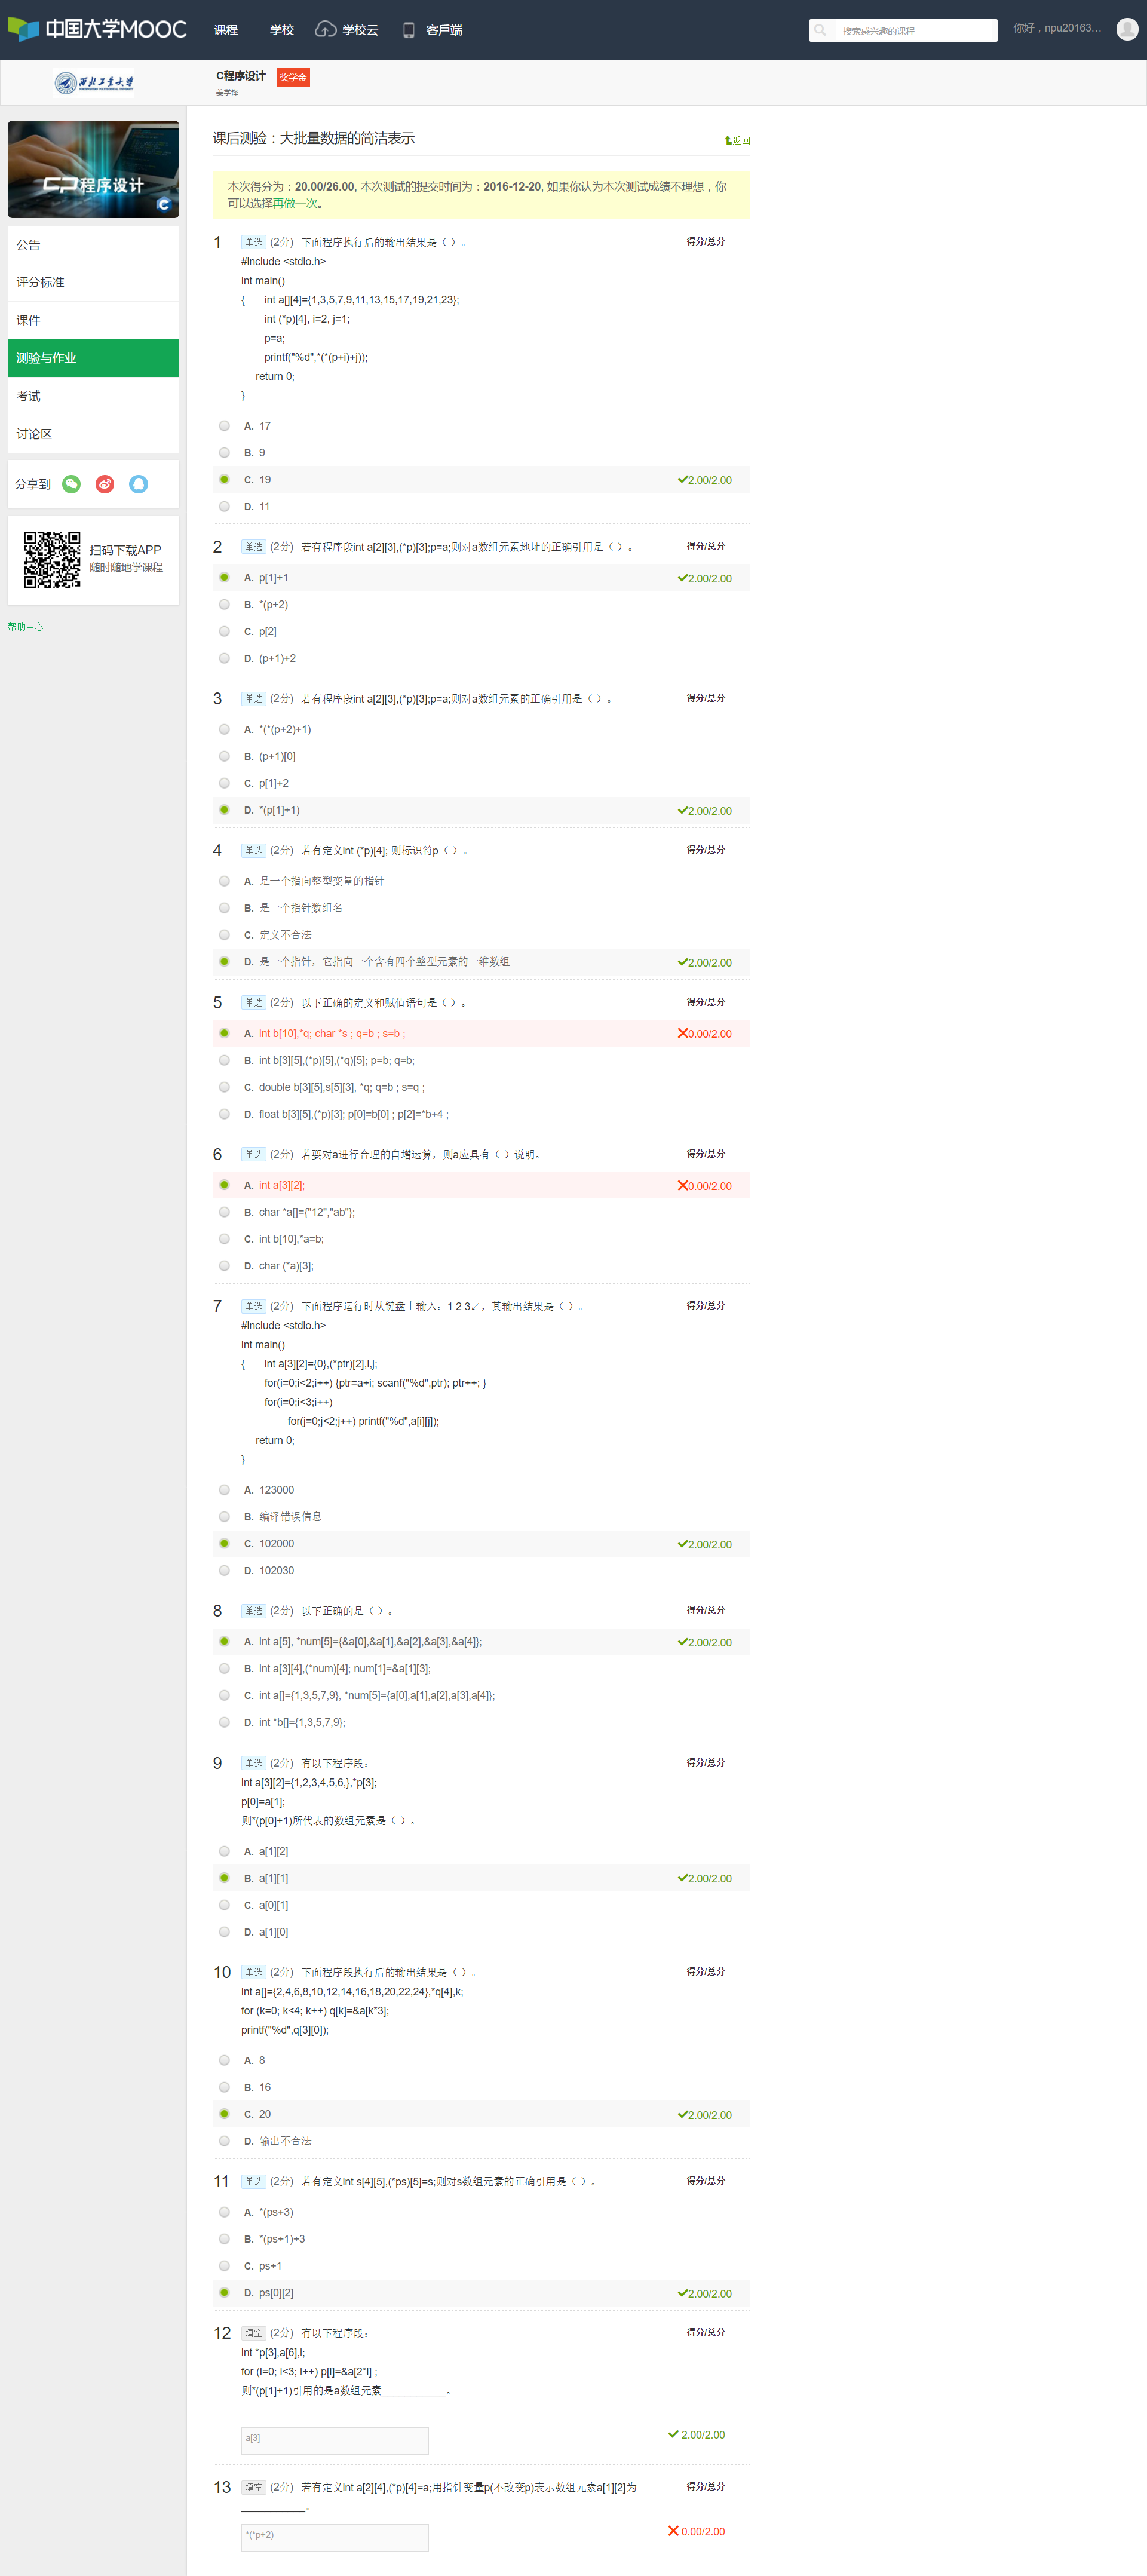 中国大学MOOC 课程 学校 学校云 客戶端 搜索感兴趣的课程 你好，npu20163...
西北工业大学
C程序设计 奖学金
姜学锋
课后测验：大批量数据的简洁表示 返回
程序设计
C
本次得分为：20.00/26.00, 本次测试的提交时间为：2016-12-20, 如果你认为本次测试成绩不理想，你
可以选择再做一次。
公告
评分标准
课件
测验与作业
考试
讨论区
分享到
扫码下载APP
随时随地学课程
帮助中心
1 单选 (2分) 下面程序执行后的输出结果是（ ）。 得分/总分
#include <stdio.h>
int main()
{ int a[][4]={1,3,5,7,9,11,13,15,17,19,21,23};
int (*p)[4], i=2, j=1;
p=a;
printf("%d",*(*(p+i)+j));
return 0;
}
A. 17
B. 9
C. 19 2.00/2.00
D. 11
2 单选 (2分) 若有程序段int a[2][3],(*p)[3];p=a;则对a数组元素地址的正确引用是（ ）。 得分/总分
A. p[1]+1 2.00/2.00
B. *(p+2)
C. p[2]
D. (p+1)+2
3 单选 (2分) 若有程序段int a[2][3],(*p)[3];p=a;则对a数组元素的正确引用是（ ）。 得分/总分
A. *(*(p+2)+1)
B. (p+1)[0]
C. p[1]+2
D. *(p[1]+1) 2.00/2.00
4 单选 (2分) 若有定义int (*p)[4]; 则标识符p（ ）。 得分/总分
A. 是一个指向整型变量的指针
B. 是一个指针数组名
C. 定义不合法
D. 是一个指针，它指向一个含有四个整型元素的一维数组 2.00/2.00
5 单选 (2分) 以下正确的定义和赋值语句是（ ）。 得分/总分
A. int b[10],*q; char *s ; q=b ; s=b ; 0.00/2.00
B. int b[3][5],(*p)[5],(*q)[5]; p=b; q=b;
C. double b[3][5],s[5][3], *q; q=b ; s=q ;
D. float b[3][5],(*p)[3]; p[0]=b[0] ; p[2]=*b+4 ;
6 单选 (2分) 若要对a进行合理的自增运算，则a应具有（ ）说明。 得分/总分
A. int a[3][2]; 0.00/2.00
B. char *a[]={"12","ab"};
C. int b[10],*a=b;
D. char (*a)[3];
7 单选 (2分) 下面程序运行时从键盘上输入：1 2 3↙，其输出结果是（ ）。 得分/总分
#include <stdio.h>
int main()
{ int a[3][2]={0},(*ptr)[2],i,j;
for(i=0;i<2;i++) {ptr=a+i; scanf("%d",ptr); ptr++; }
for(i=0;i<3;i++)
for(j=0;j<2;j++) printf("%d",a[i][j]);
return 0;
}
A. 123000
B. 编译错误信息
C. 102000 2.00/2.00
D. 102030
8 单选 (2分) 以下正确的是（ ）。 得分/总分
A. int a[5], *num[5]={&a[0],&a[1],&a[2],&a[3],&a[4]}; 2.00/2.00
B. int a[3][4],(*num)[4]; num[1]=&a[1][3];
C. int a[]={1,3,5,7,9}, *num[5]={a[0],a[1],a[2],a[3],a[4]};
D. int *b[]={1,3,5,7,9};
9 单选 (2分) 有以下程序段： 得分/总分
int a[3][2]={1,2,3,4,5,6,},*p[3];
p[0]=a[1];
则*(p[0]+1)所代表的数组元素是（ ）。
A. a[1][2]
B. a[1][1] 2.00/2.00
C. a[0][1]
D. a[1][0]
10 单选 (2分) 下面程序段执行后的输出结果是（ ）。 得分/总分
int a[]={2,4,6,8,10,12,14,16,18,20,22,24},*q[4],k;
for (k=0; k<4; k++) q[k]=&a[k*3];
printf("%d",q[3][0]);
A. 8
B. 16
C. 20 2.00/2.00
D. 输出不合法
11 单选 (2分) 若有定义int s[4][5],(*ps)[5]=s;则对s数组元素的正确引用是（ ）。 得分/总分
A. *(ps+3)
B. *(ps+1)+3
C. ps+1
D. ps[0][2] 2.00/2.00
12 填空 (2分) 有以下程序段： 得分/总分
int *p[3],a[6],i;
for (i=0; i<3; i++) p[i]=&a[2*i] ;
则*(p[1]+1)引用的是a数组元素____________。
a[3] 2.00/2.00
13 填空 (2分) 若有定义int a[2][4],(*p)[4]=a;用指针变量p(不改变p)表示数组元素a[1][2]为 得分/总分
____________。
*(*p+2) 0.00/2.00